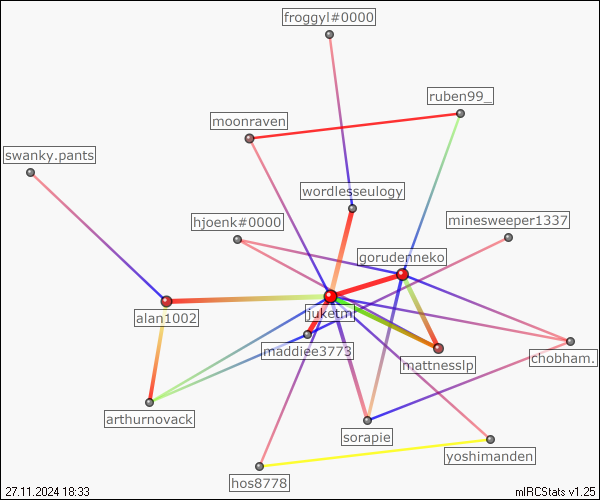 froggyl#0000
ruben99_
moonraven
swanky.pants
wordlesseulogy
hjoenk#0000
minesweeper1337
gorudenneko
juketm
alan1002
maddiee3773
mattnesslp
chobham.
arthurnovack
sorapie
yoshimanden
hos8778
27.11.2024 18:33
mIRCStats v1.25